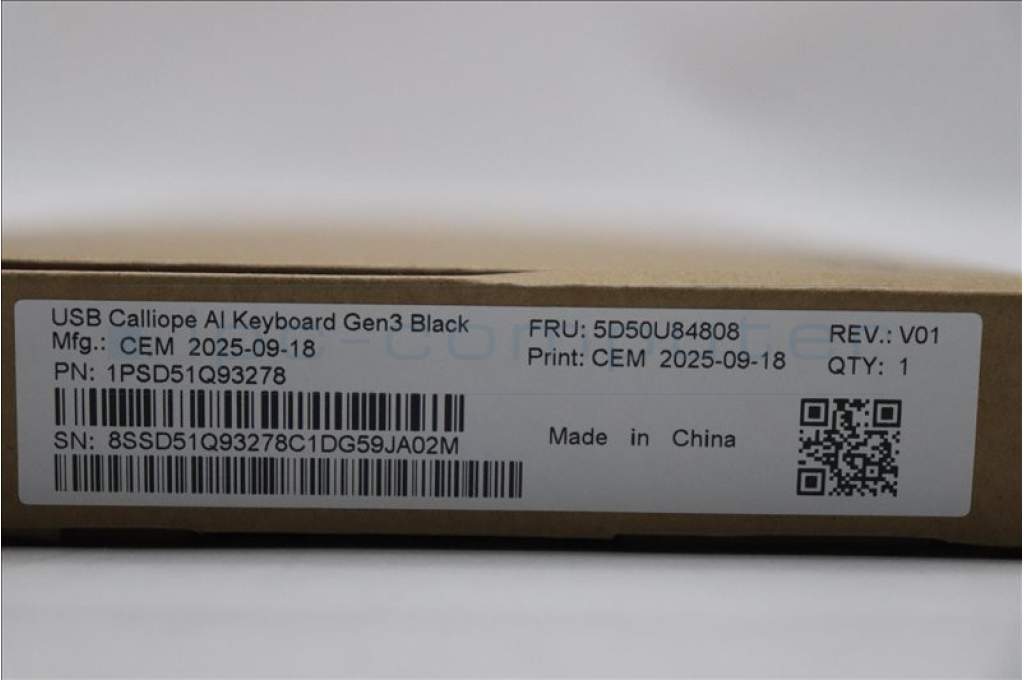 USB Calliope AI Keyboard Gen3 Black
Mfg.: CEM 2025-09-18
PN: 1PSD51Q93278
SN: 8SSD51Q93278C1DG59JA02M
FRU: 5D50U84808
Print: CEM 2025-09-18
Made in China
REV.: V01
QTY: 1